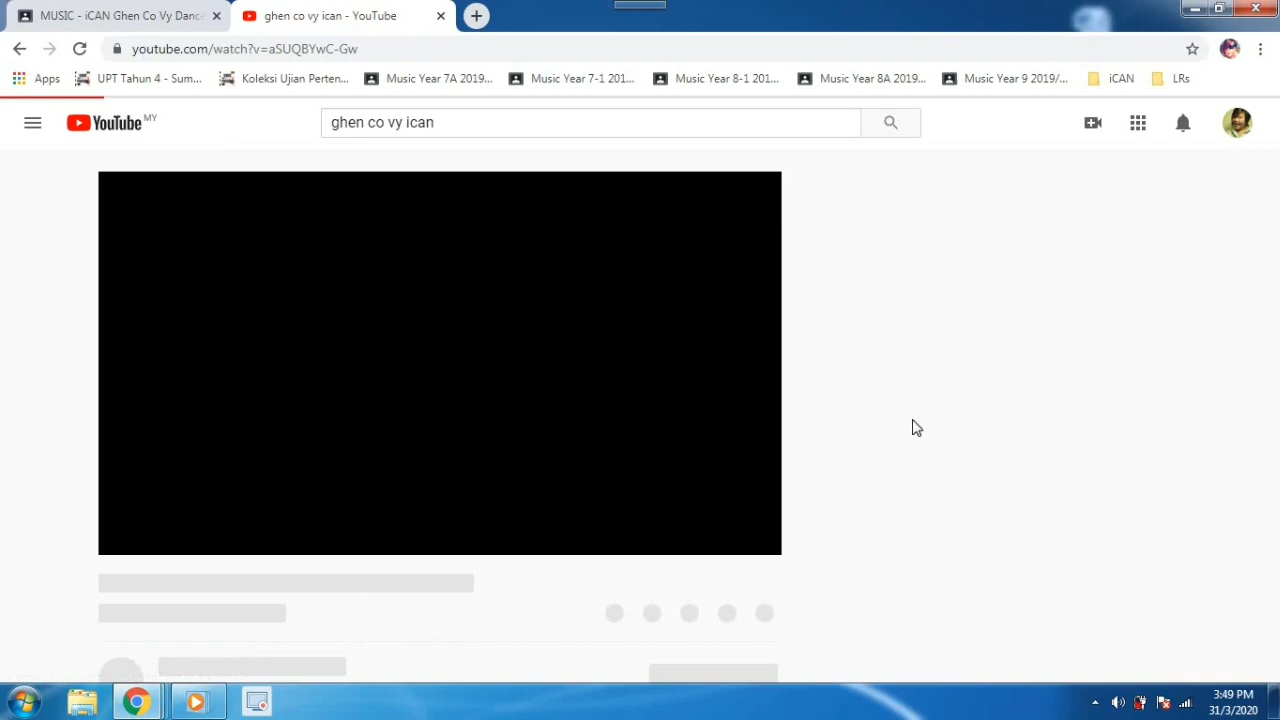 MUSIC - iCAN Ghen Co Vy Danc
ghen co vy ican - YouTube
youtube.com/watch?v=aSUQBYwC-Gw
Apps
UPT Tahun 4 - Sum...
Koleksi Ujian Perten...
Music Year 7A 2019...
Music Year 7-1 201...
Music Year 8-1 201...
Music Year 8A 2019...
Music Year 9 2019/...
iCAN
LRs
YouTube MY
ghen co vy ican
3:49 PM
31/3/2020